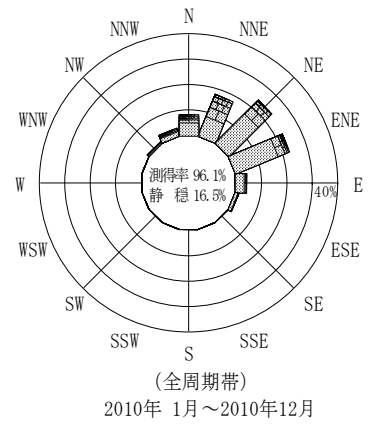 N
NNW NNE
NW NE
WNW ENE
測得率 96.1%
W 40% E
静 穏 16.5%
WSW ESE
SW SE
SSW SSE
S
(全周期帯)
2010年 1月～2010年12月